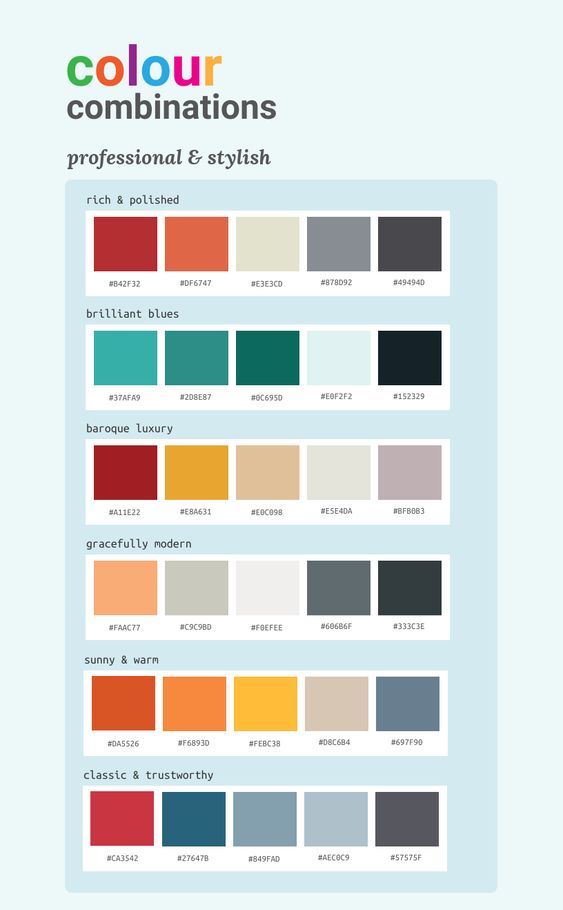 colour
combinations
professional & stylish
rich & polished
#B42F32 #DF6747 #E3E3CD #878D92 #49494D
brilliant blues
#37AFA9 #2D8E87 #0C695D #E0F2F2 #152329
baroque luxury
#A11E22 #E8A631 #E0C098 #E5E4DA #BFB0B3
gracefully modern
#FAAC77 #C9C9BD #F0EFEE #606B6F #333C3E
sunny & warm
#DA5526 #F6893D #FEBC38 #D8C6B4 #697F90
classic & trustworthy
#CA3542 #27647B #849FAD #AEC0C9 #57575F